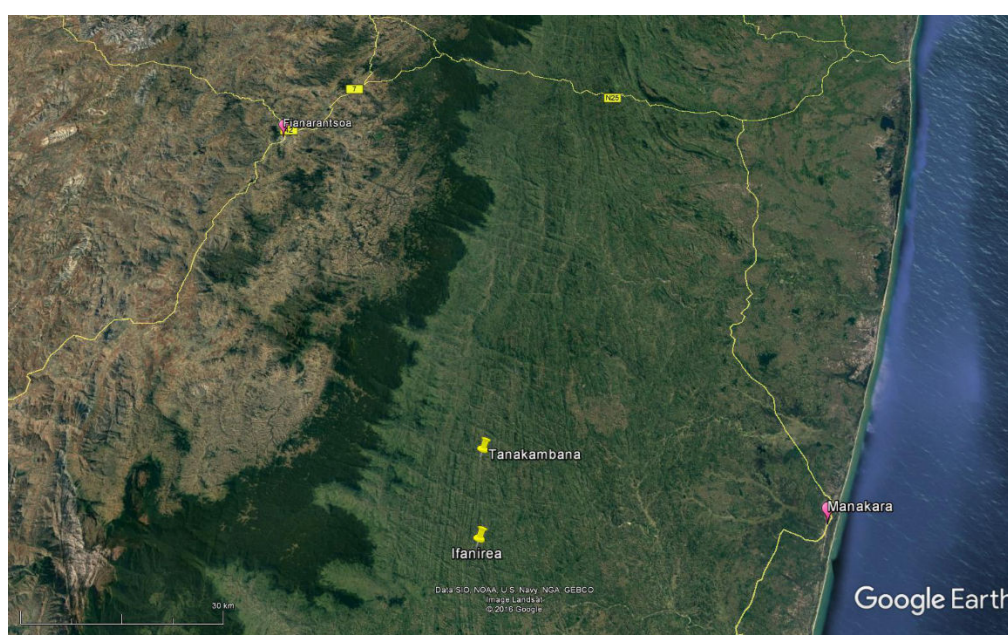 7
N25
Fianarantsoa
Tanakambana
Manakara
Ifanirea
30 km
Data SIO, NOAA, U.S. Navy, NGA, GEBCO
Image Landsat
© 2016 Google
Google Earth